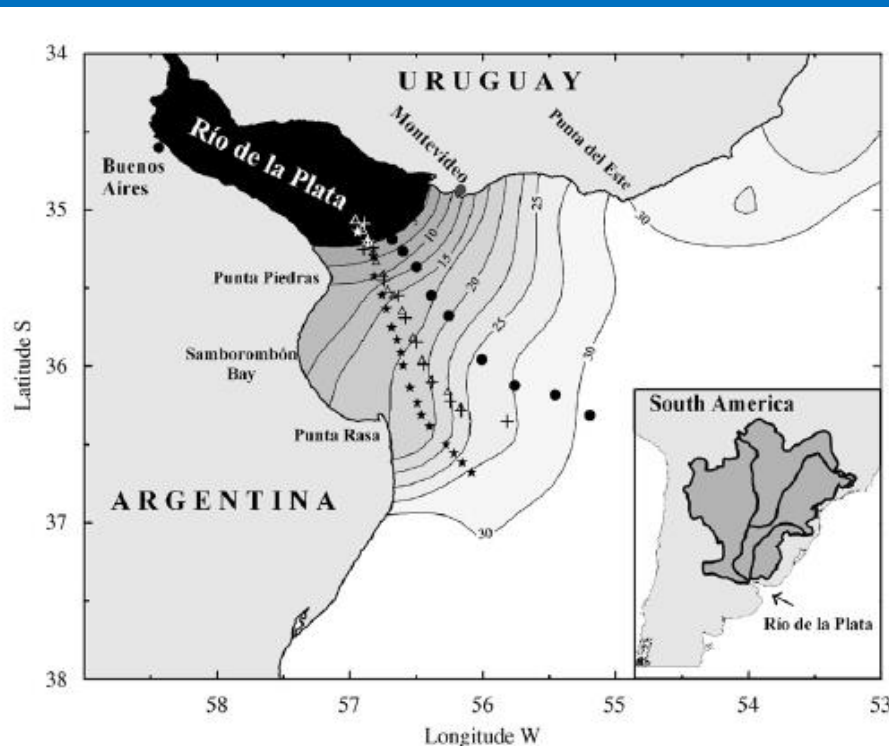 34
35
36
37
38
Latitude S
58
57
56
55
54
53
Longitude W
URUGUAY
Montevideo
Punta del Este
Río de la Plata
Buenos
Aires
Punta Piedras
Samborombón
Bay
Punta Rasa
ARGENTINA
10
15
20
25
25
30
30
30
South America
Río de la Plata